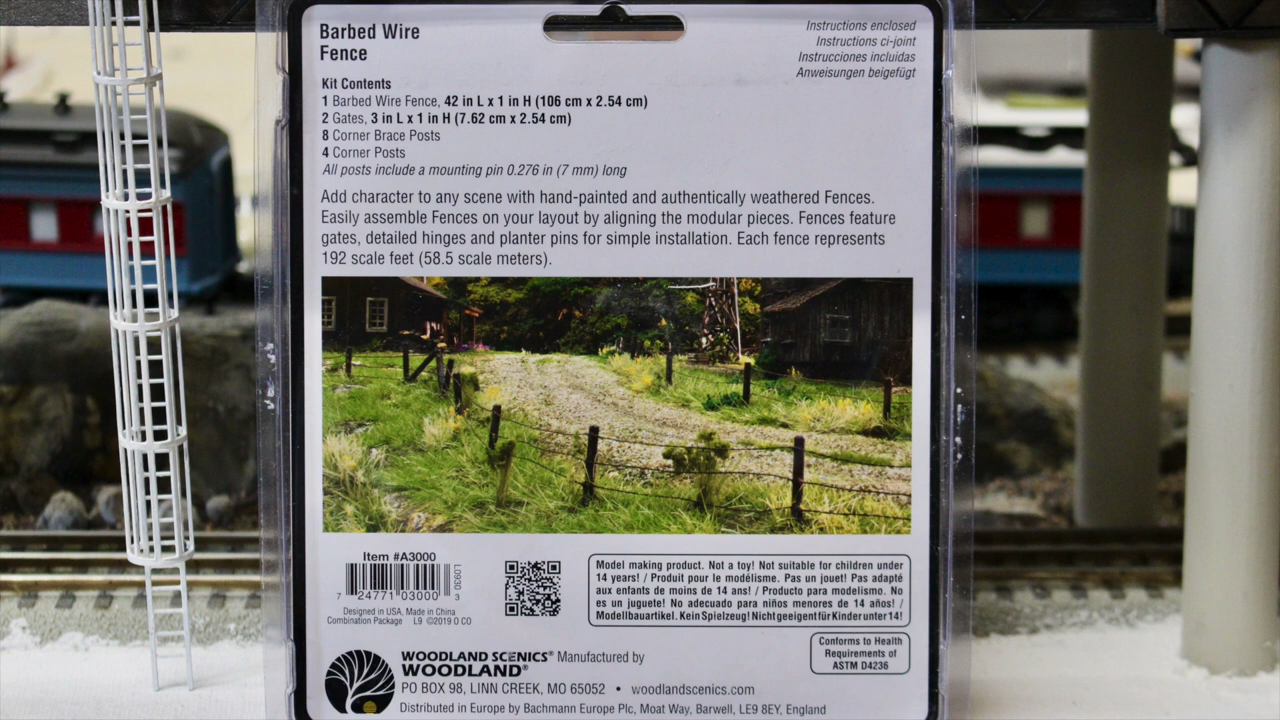 Barbed Wire
Fence
Instructions enclosed
Instructions ci-joint
Instrucciones incluidas
Anweisungen beigefügt
Kit Contents
1 Barbed Wire Fence, 42 in L x 1 in H (106 cm x 2.54 cm)
2 Gates, 3 in L x 1 in H (7.62 cm x 2.54 cm)
8 Corner Brace Posts
4 Corner Posts
All posts include a mounting pin 0.276 in (7 mm) long
Add character to any scene with hand-painted and authentically weathered Fences.
Easily assemble Fences on your layout by aligning the modular pieces. Fences feature
gates, detailed hinges and planter pins for simple installation. Each fence represents
192 scale feet (58.5 scale meters).
Item #A3000
7 24771 03000 3
L0930
Designed in USA, Made in China
Combination Package L9 ©2019 O CO
Model making product. Not a toy! Not suitable for children under
14 years! / Produit pour le modélisme. Pas un jouet! Pas adapté
aux enfants de moins de 14 ans! / Producto para modelismo. No
es un juguete! No adecuado para niños menores de 14 años! /
Modellbauartikel. Kein Spielzeug! Nicht geeignet für Kinder unter 14!
Conforms to Health
Requirements of
ASTM D4236
WOODLAND SCENICS® Manufactured by
WOODLAND®
PO BOX 98, LINN CREEK, MO 65052 • woodlandscenics.com
Distributed in Europe by Bachmann Europe Plc, Moat Way, Barwell, LE9 8EY, England